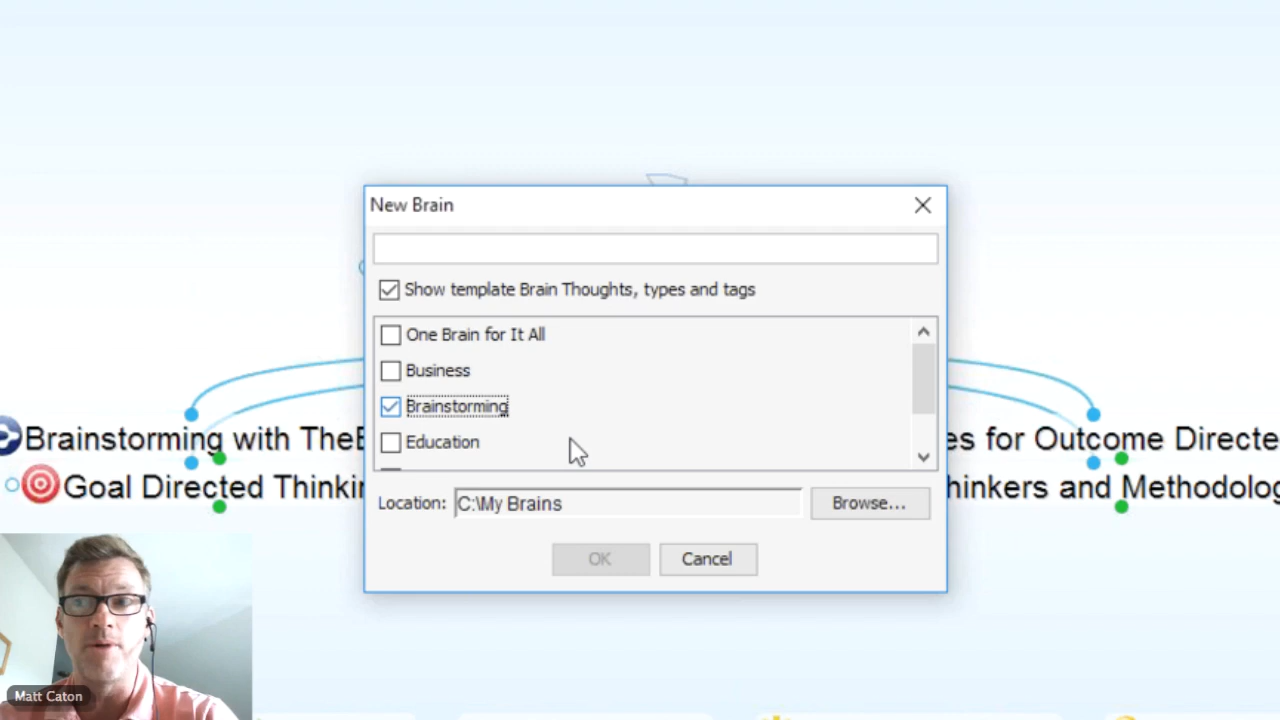 New Brain
Show template Brain Thoughts, types and tags
One Brain for It All
Business
Brainstorming
Education
Brainstorming with TheB
es for Outcome Directe
Goal Directed Thinkin
hinkers and Methodolog
Location: C:\My Brains Browse...
OK Cancel
Matt Caton